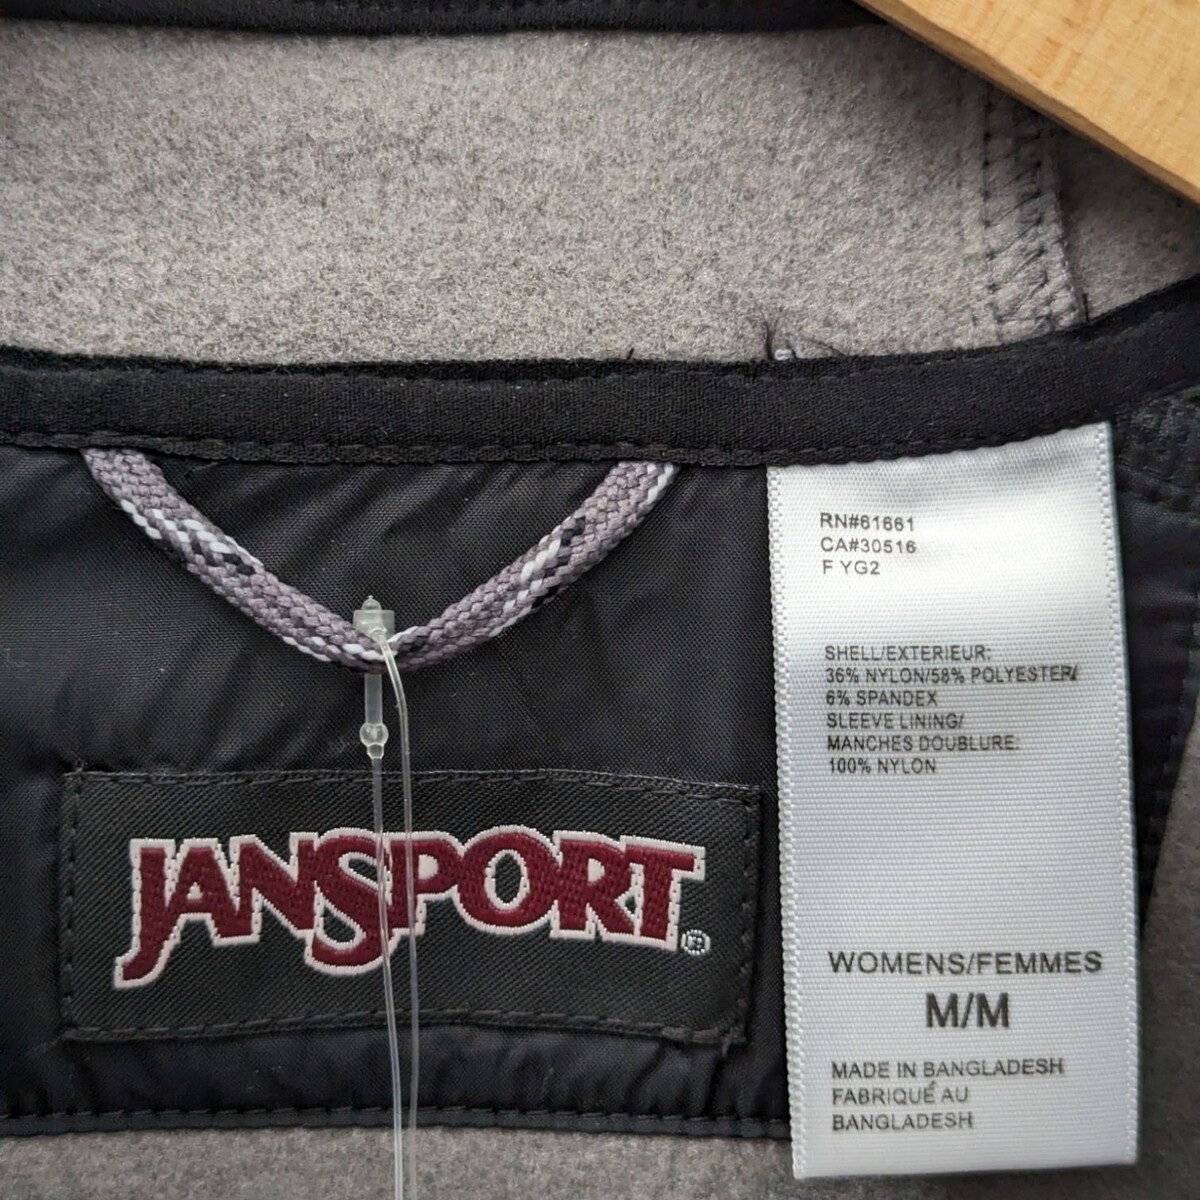 RN#61661
CA#30516
F YG2
SHELL/EXTERIEUR:
36% NYLON/58% POLYESTER/
6% SPANDEX
SLEEVE LINING/
MANCHES DOUBLURE:
100% NYLON
JANSPORT®
WOMENS/FEMMES
M/M
MADE IN BANGLADESH
FABRIQUÉ AU
BANGLADESH